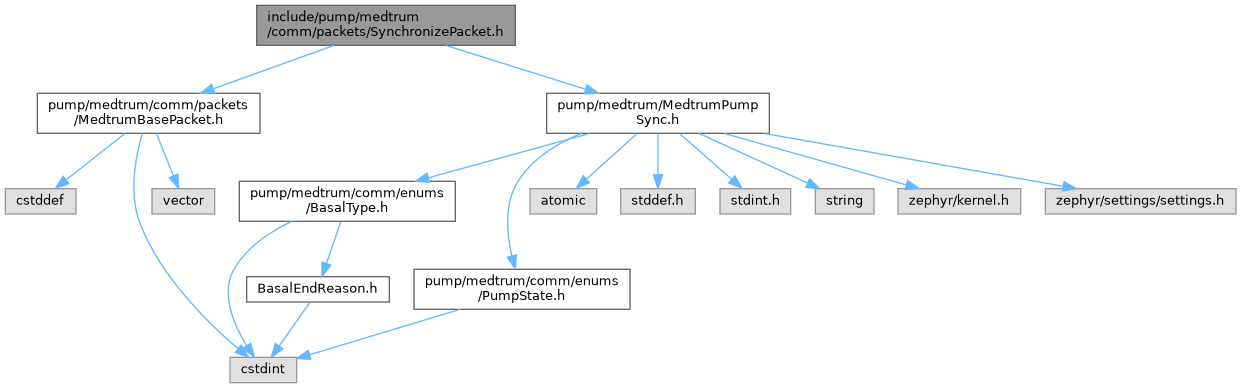 include/pump/medtrum
/comm/packets/SynchronizePacket.h
pump/medtrum/comm/packets
/MedtrumBasePacket.h
pump/medtrum/MedtrumPump
Sync.h
cstddef
vector
pump/medtrum/comm/enums
/BasalType.h
atomic
stddef.h
stdint.h
string
zephyr/kernel.h
zephyr/settings/settings.h
BasalEndReason.h
pump/medtrum/comm/enums
/PumpState.h
cstdint